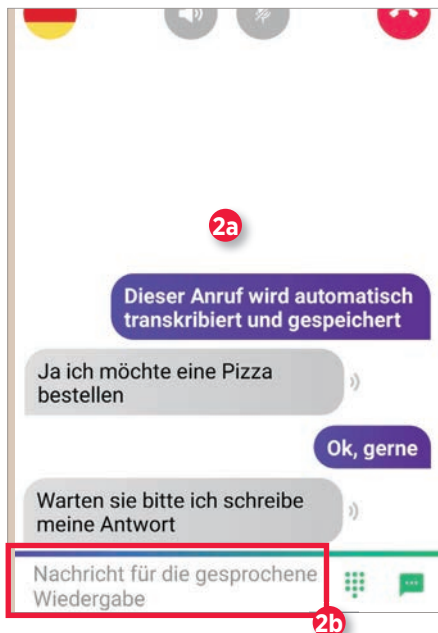 2a
Dieser Anruf wird automatisch
transkribiert und gespeichert
Ja ich möchte eine Pizza
bestellen
Ok, gerne
Warten sie bitte ich schreibe
meine Antwort
Nachricht für die gesprochene
Wiedergabe
2b